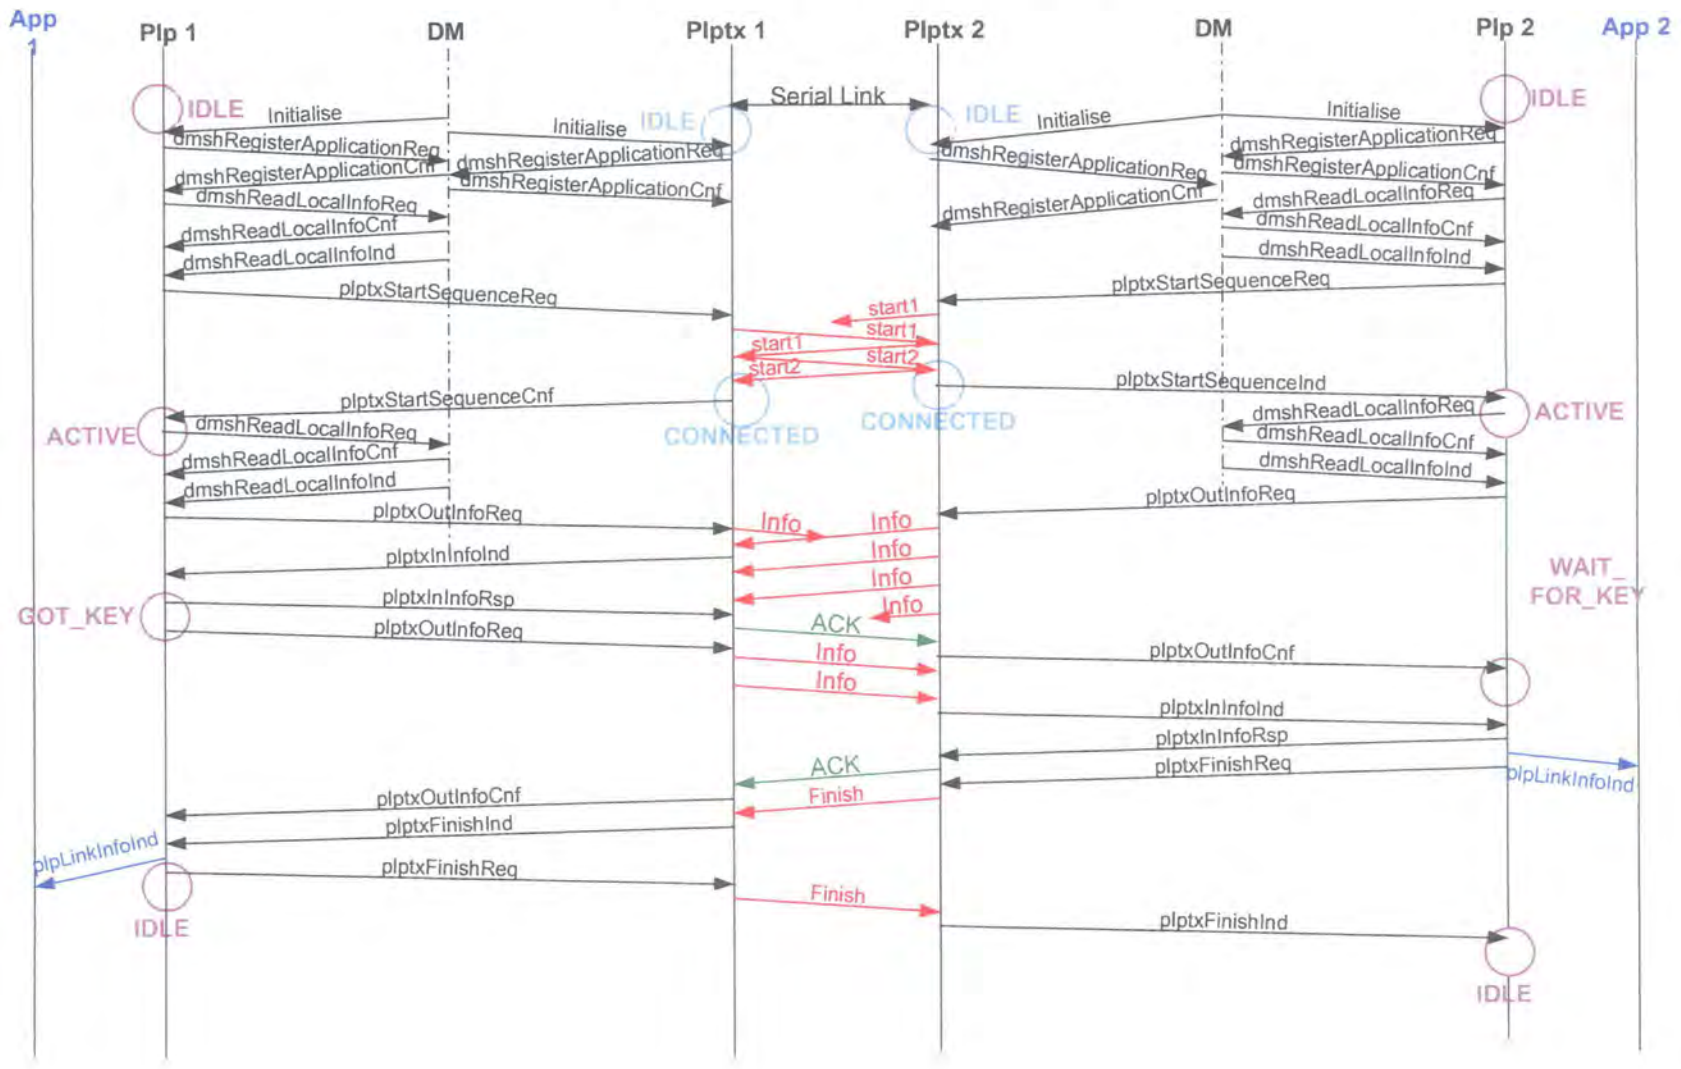 App 1
Plp 1
DM
Plptx 1
Plptx 2
DM
Plp 2
App 2
IDLE
Initialise
Initialise
IDLE
Serial Link
IDLE
Initialise
Initialise
IDLE
dmshRegisterApplicationReq
dmshRegisterApplicationReq
dmshRegisterApplicationReq
dmshRegisterApplicationReq
dmshRegisterApplicationCnf
dmshRegisterApplicationCnf
dmshRegisterApplicationCnf
dmshRegisterApplicationCnf
dmshReadLocalInfoReq
dmshReadLocalInfoReq
dmshReadLocalInfoCnf
dmshReadLocalInfoCnf
dmshReadLocalInfoInd
dmshReadLocalInfoInd
plptxStartSequenceReq
plptxStartSequenceReq
start1
start1
start1
start2
start2
plptxStartSequenceCnf
plptxStartSequenceInd
ACTIVE
CONNECTED
CONNECTED
ACTIVE
dmshReadLocalInfoReq
dmshReadLocalInfoReq
dmshReadLocalInfoCnf
dmshReadLocalInfoCnf
dmshReadLocalInfoInd
dmshReadLocalInfoInd
plptxOutInfoReq
plptxOutInfoReq
Info
Info
plptxInInfoInd
Info
WAIT_
FOR_KEY
Info
plptxInInfoRsp
Info
GOT_KEY
plptxOutInfoReq
ACK
Info
plptxOutInfoCnf
Info
plptxInInfoInd
plptxInInfoRsp
ACK
plptxFinishReq
plpLinkInfoInd
plptxOutInfoCnf
Finish
plptxFinishInd
plpLinkInfoInd
plptxFinishReq
Finish
IDLE
plptxFinishInd
IDLE